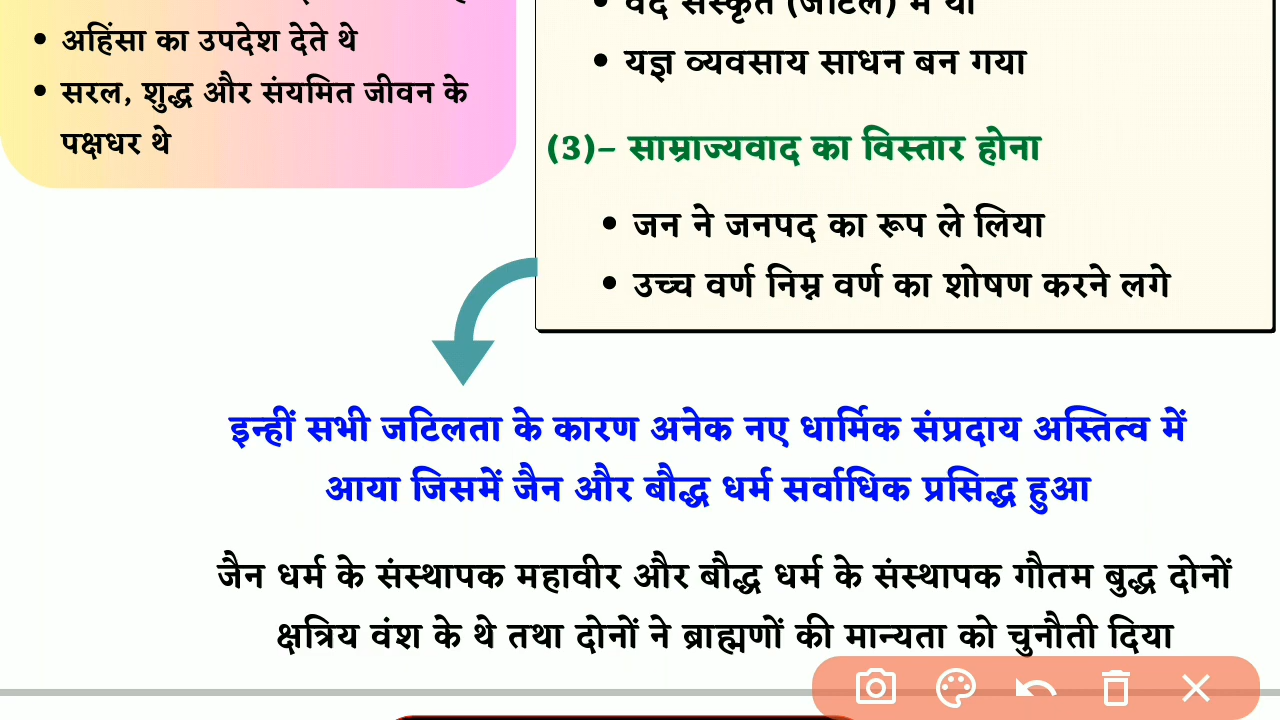 • अहिंसा का उपदेश देते थे
• सरल, शुद्ध और संयमित जीवन के
पक्षधर थे
• वेद संस्कृत (जटिल) में था
• यज्ञ व्यवसाय साधन बन गया
(3)– साम्राज्यवाद का विस्तार होना
• जन ने जनपद का रूप ले लिया
• उच्च वर्ण निम्न वर्ण का शोषण करने लगे
इन्हीं सभी जटिलता के कारण अनेक नए धार्मिक संप्रदाय अस्तित्व में
आया जिसमें जैन और बौद्ध धर्म सर्वाधिक प्रसिद्ध हुआ
जैन धर्म के संस्थापक महावीर और बौद्ध धर्म के संस्थापक गौतम बुद्ध दोनों
क्षत्रिय वंश के थे तथा दोनों ने ब्राह्मणों की मान्यता को चुनौती दिया